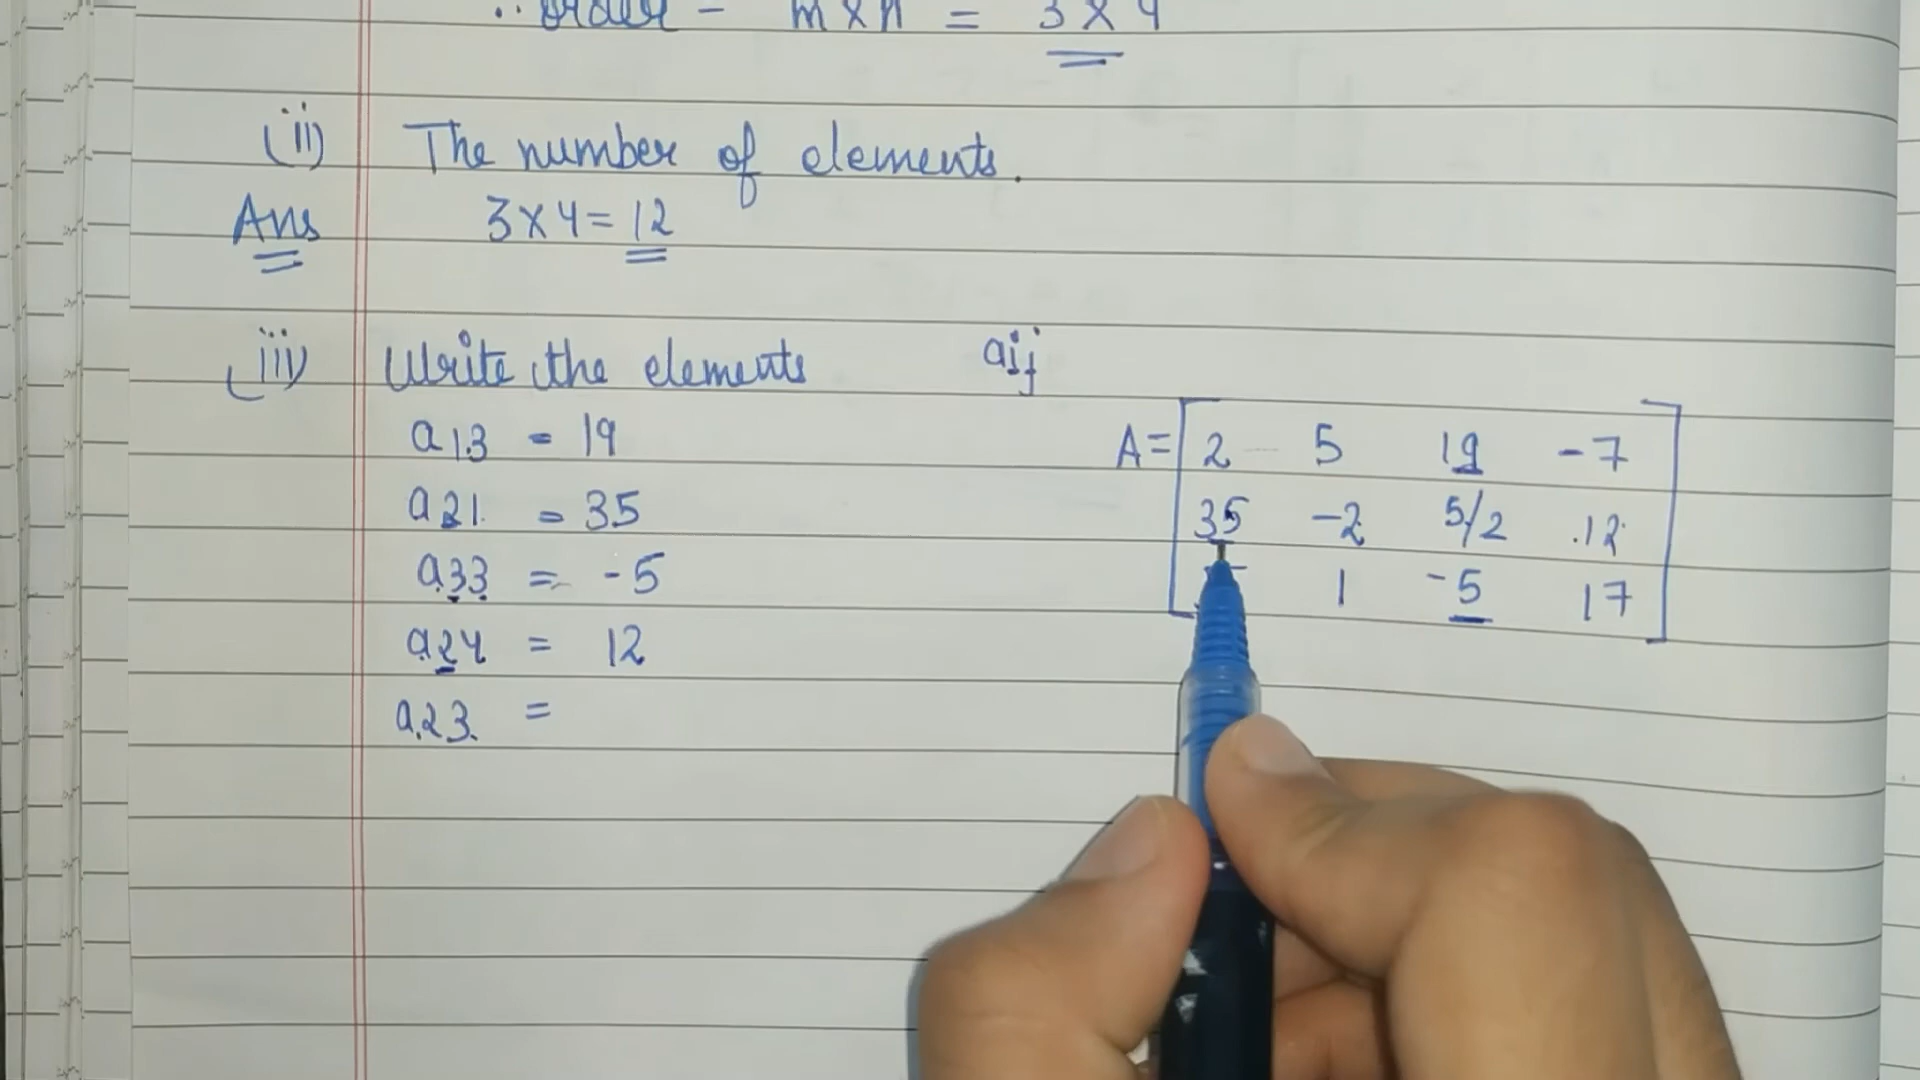 ∴ order - m x n = 3 x 4
(ii) The number of elements.
Ans 3 x 4 = 12
(iii) Write the elements aij
a13 = 19
a21 = 35
a33 = -5
a24 = 12
a23 =
A = [ 2 5 19 -7
35 -2 5/2 12
1 -5 17 ]